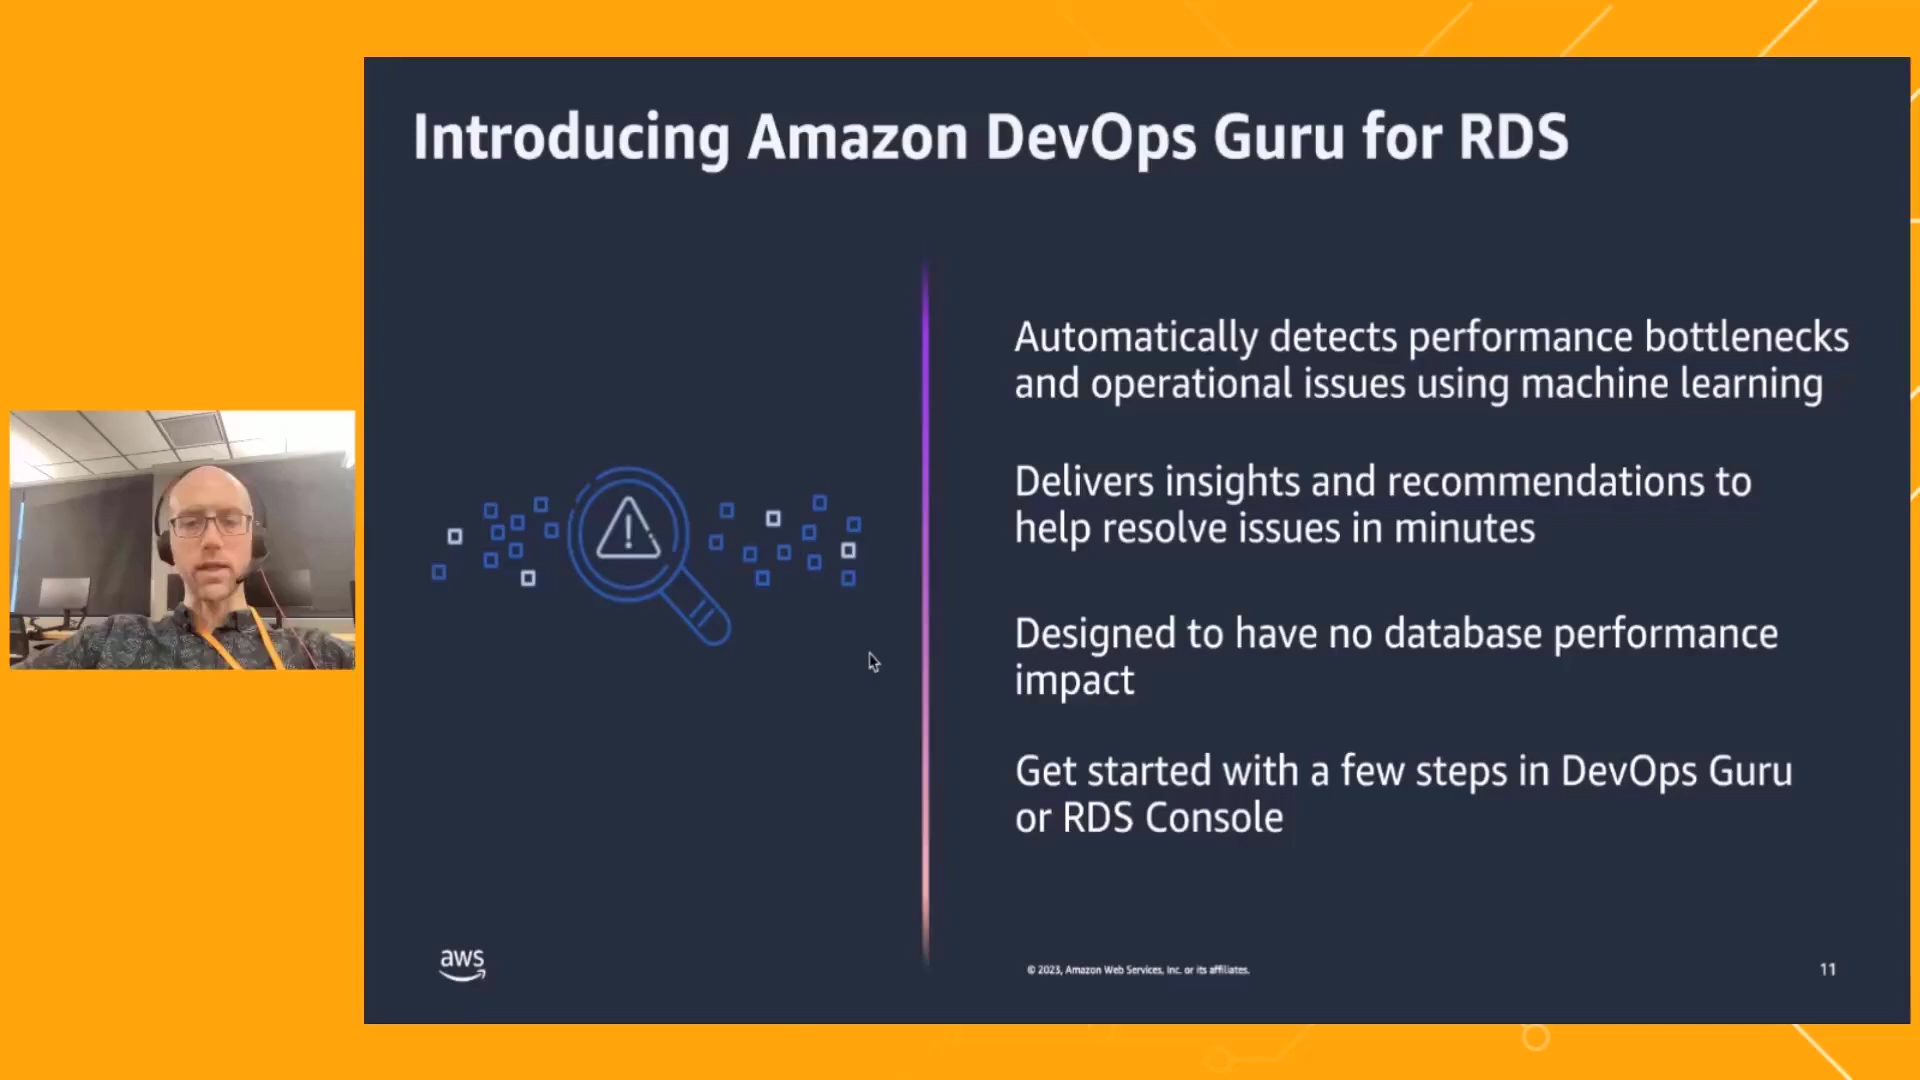 Introducing Amazon DevOps Guru for RDS
Automatically detects performance bottlenecks
and operational issues using machine learning
Delivers insights and recommendations to
help resolve issues in minutes
Designed to have no database performance
impact
Get started with a few steps in DevOps Guru
or RDS Console
aws
© 2023, Amazon Web Services, Inc. or its affiliates.
11